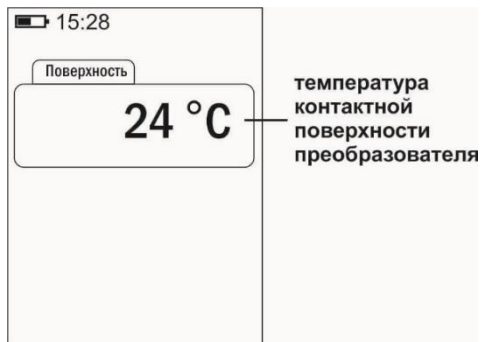 15:28
Поверхность
24 °C
температура
контактной
поверхности
преобразователя